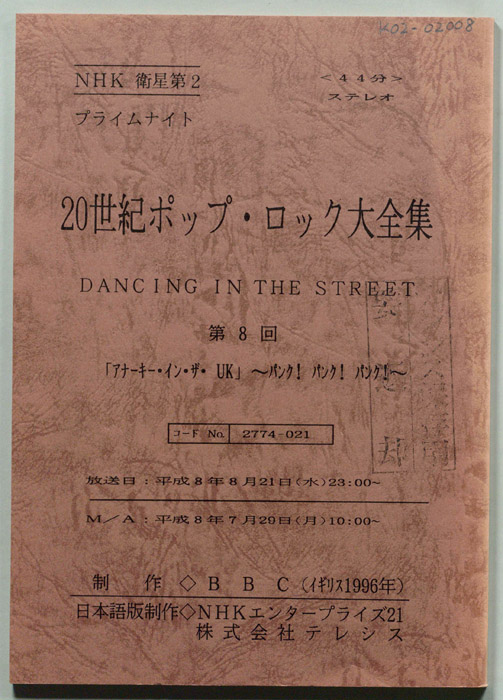 K02-02008
NHK 衛星第2
<44分>
ステレオ
プライムナイト
20世紀ポップ・ロック大全集
DANCING IN THE STREET
第8回
「アナーキー・イン・ザ・UK」〜パンク! パンク! パンク!〜
コード No. 2774-021
放送日:平成8年8月21日(水)23:00~
M/A:平成8年7月29日(月)10:00~
制作◇BBC(イギリス1996年)
日本語版制作◇NHKエンタープライズ21
株式会社テレシス